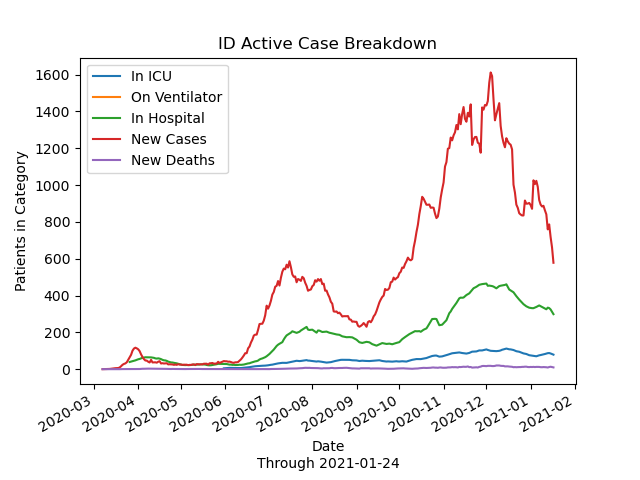 ID Active Case Breakdown
In ICU
On Ventilator
In Hospital
New Cases
New Deaths
Patients in Category
1600
1400
1200
1000
800
600
400
200
0
2020-03
2020-04
2020-05
2020-06
2020-07
2020-08
2020-09
2020-10
2020-11
2020-12
2021-01
2021-02
Date
Through 2021-01-24